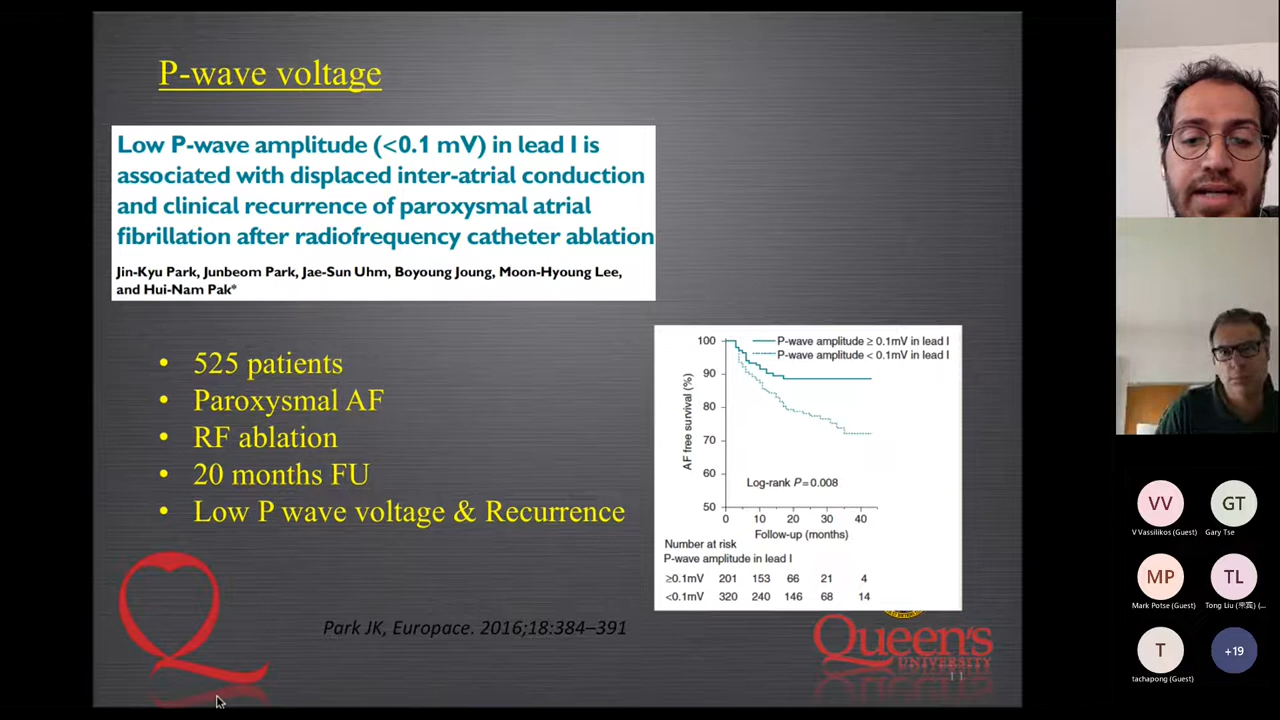 P-wave voltage
Low P-wave amplitude (<0.1 mV) in lead I is
associated with displaced inter-atrial conduction
and clinical recurrence of paroxysmal atrial
fibrillation after radiofrequency catheter ablation
Jin-Kyu Park, Junbeom Park, Jae-Sun Uhm, Boyoung Joung, Moon-Hyoung Lee,
and Hui-Nam Pak*
• 525 patients
• Paroxysmal AF
• RF ablation
• 20 months FU
• Low P wave voltage & Recurrence
P-wave amplitude ≥ 0.1mV in lead I
P-wave amplitude < 0.1mV in lead I
AF free survival (%)
100
90
80
70
60
50
Log-rank P=0.008
0 10 20 30 40
Follow-up (months)
Number at risk
P-wave amplitude in lead I
≥0.1mV 201 153 66 21 4
<0.1mV 320 240 146 68 14
Park JK, Europace. 2016;18:384–391
Queen's
UNIVERSITY
11
VV
V Vassilikos (Guest)
GT
Gary Tse
MP
Mark Potse (Guest)
TL
Tong Liu (
T
tachapong (Guest)
+19